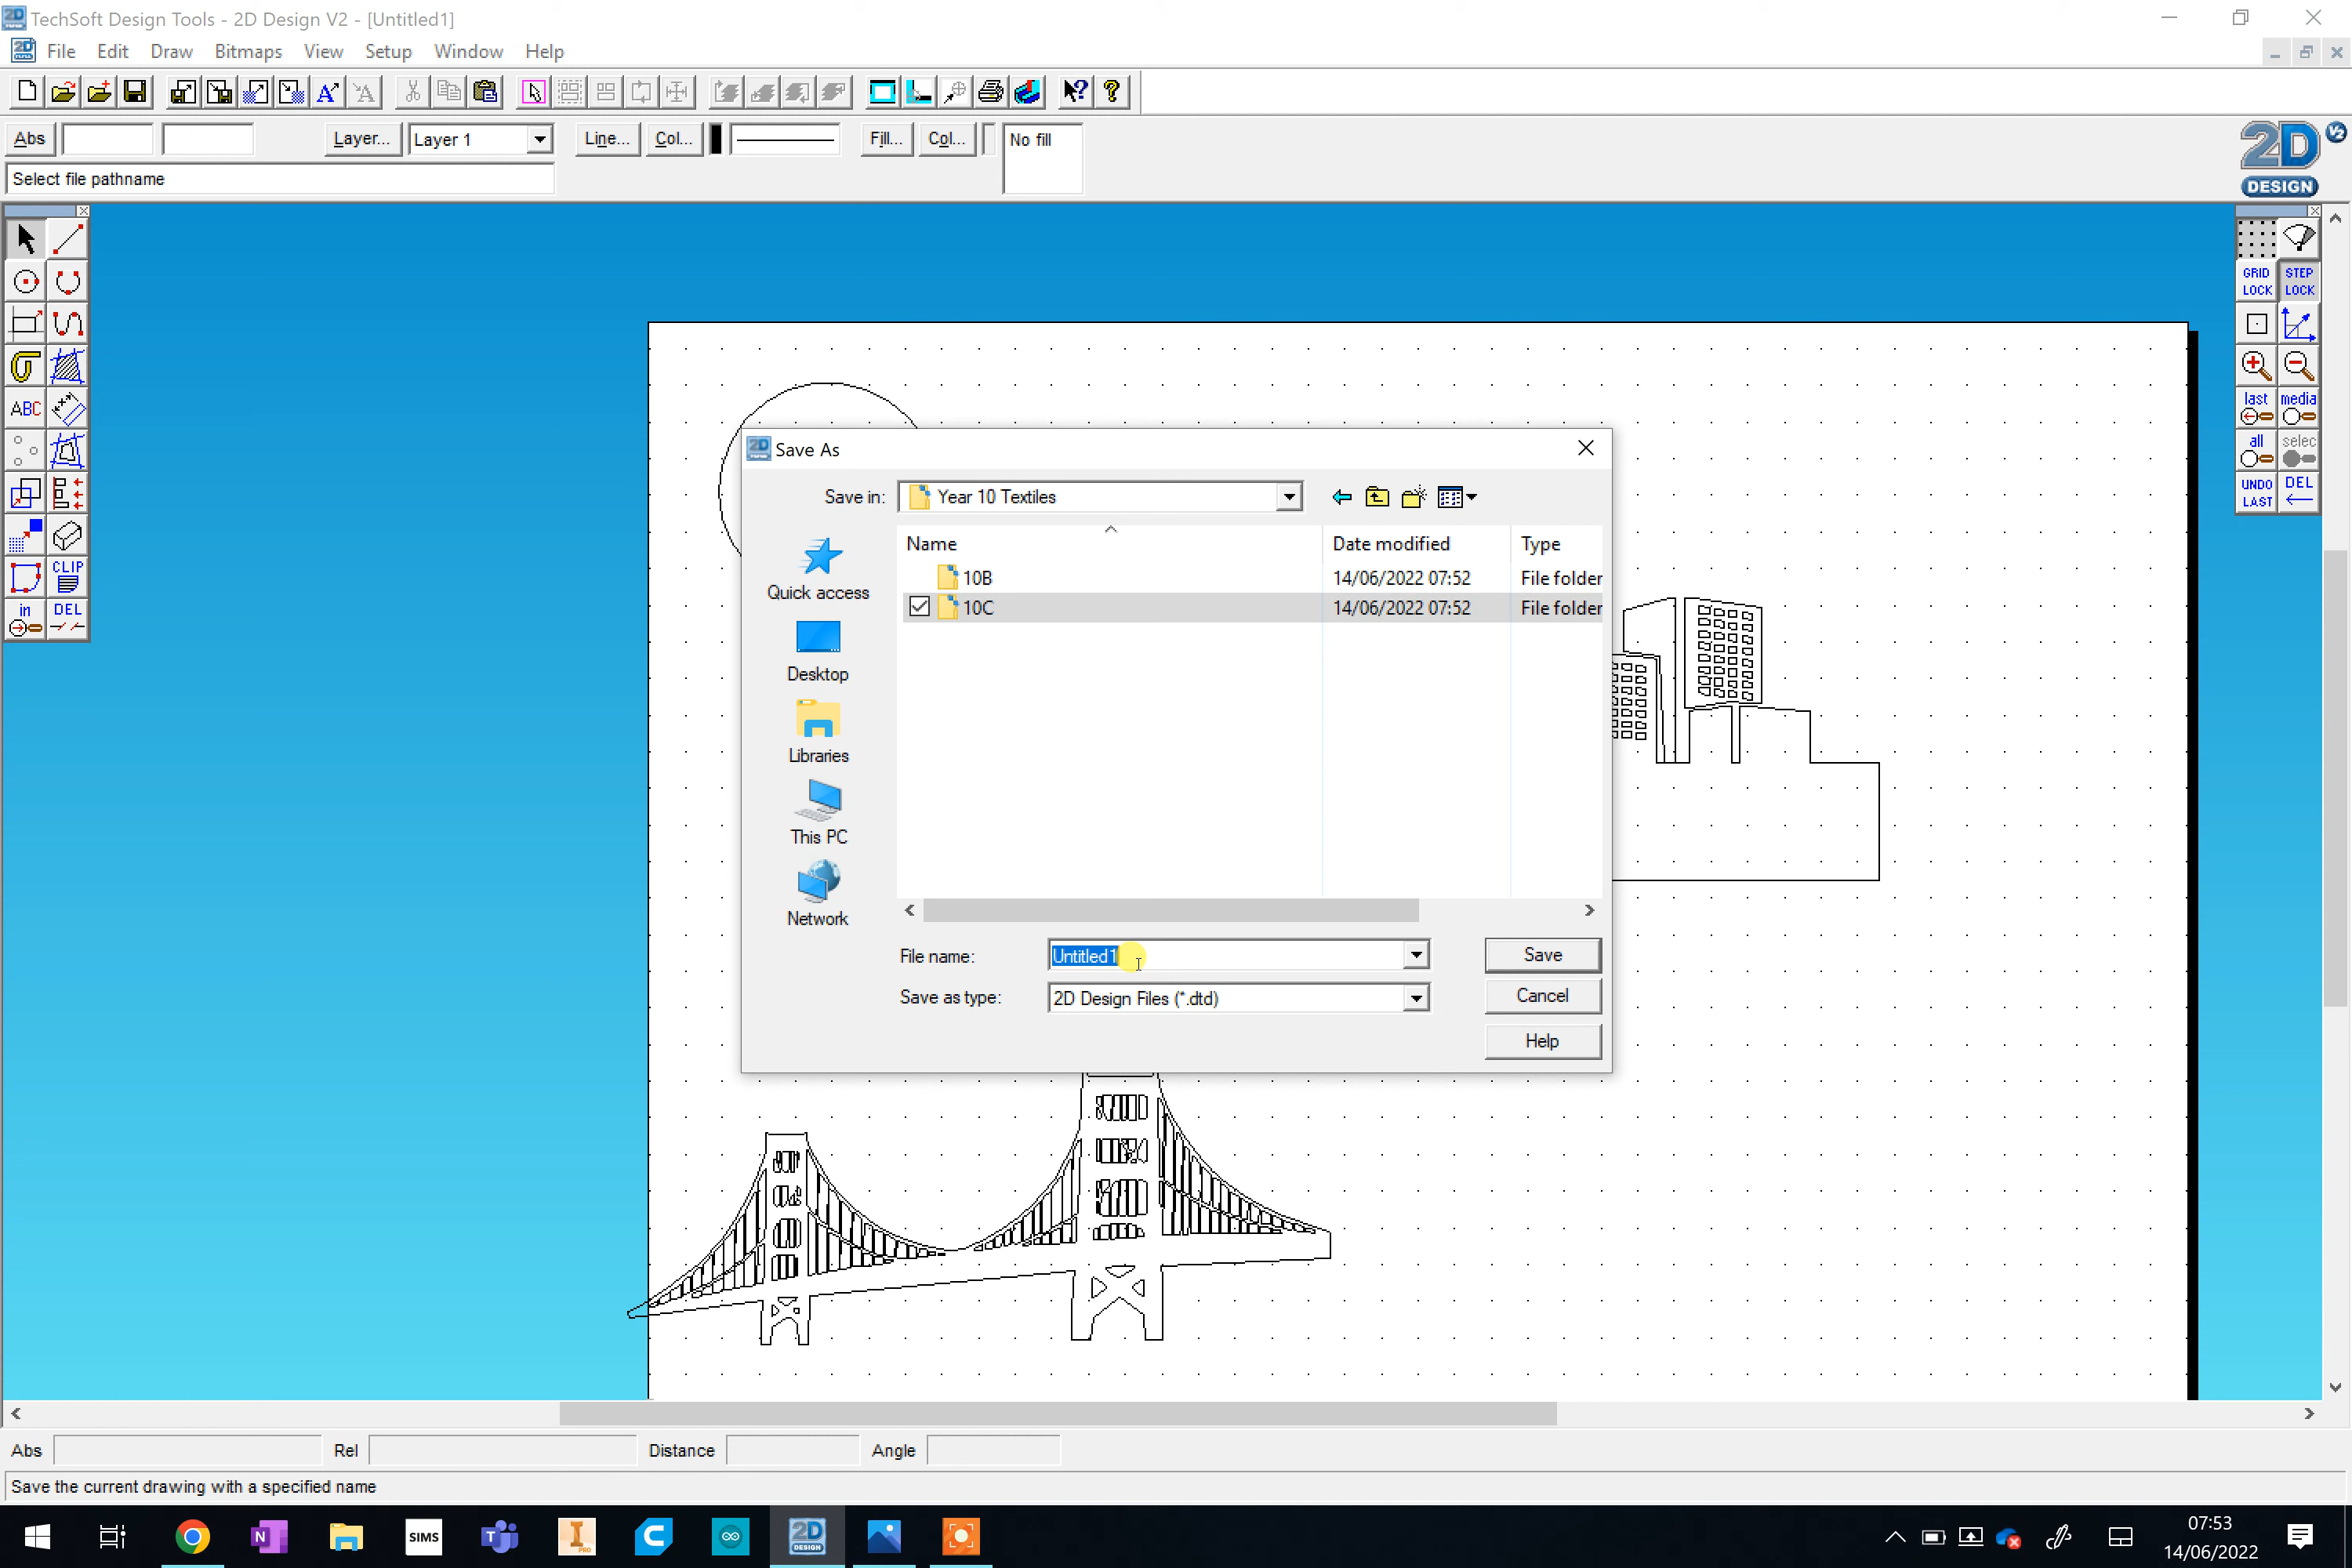 TechSoft Design Tools - 2D Design V2 - [Untitled1]
File Edit Draw Bitmaps View Setup Window Help
Abs Layer... Layer 1 Line... Col... Fill... Col... No fill
Select file pathname
2D V2
DESIGN
GRID LOCK STEP LOCK
last media
all selec
UNDO LAST DEL
ABC
CLIP
in DEL
Save As
Save in: Year 10 Textiles
Name Date modified Type
10B 14/06/2022 07:52 File folder
10C 14/06/2022 07:52 File folder
Quick access
Desktop
Libraries
This PC
Network
File name: Untitled1 Save
Save as type: 2D Design Files (*.dtd) Cancel
Help
Abs Rel Distance Angle
Save the current drawing with a specified name
SIMS
2D DESIGN
PRO
07:53
14/06/2022